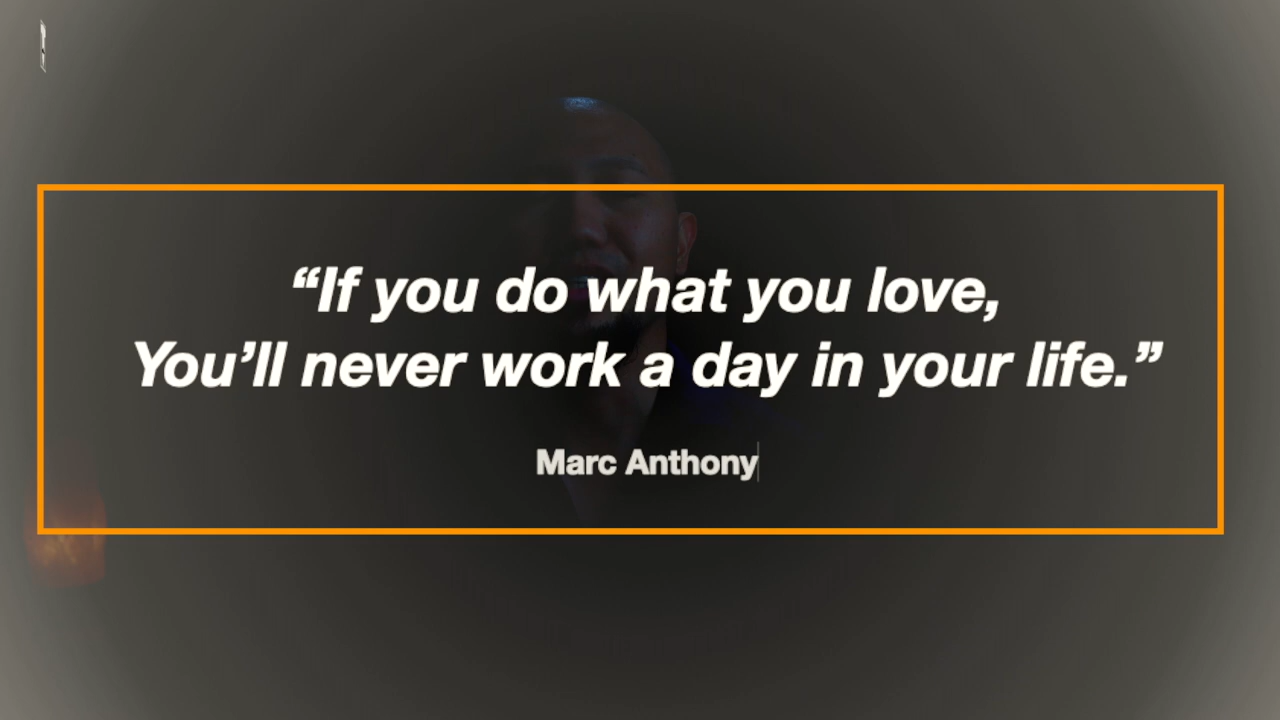 “If you do what you love,
You’ll never work a day in your life.”
Marc Anthony